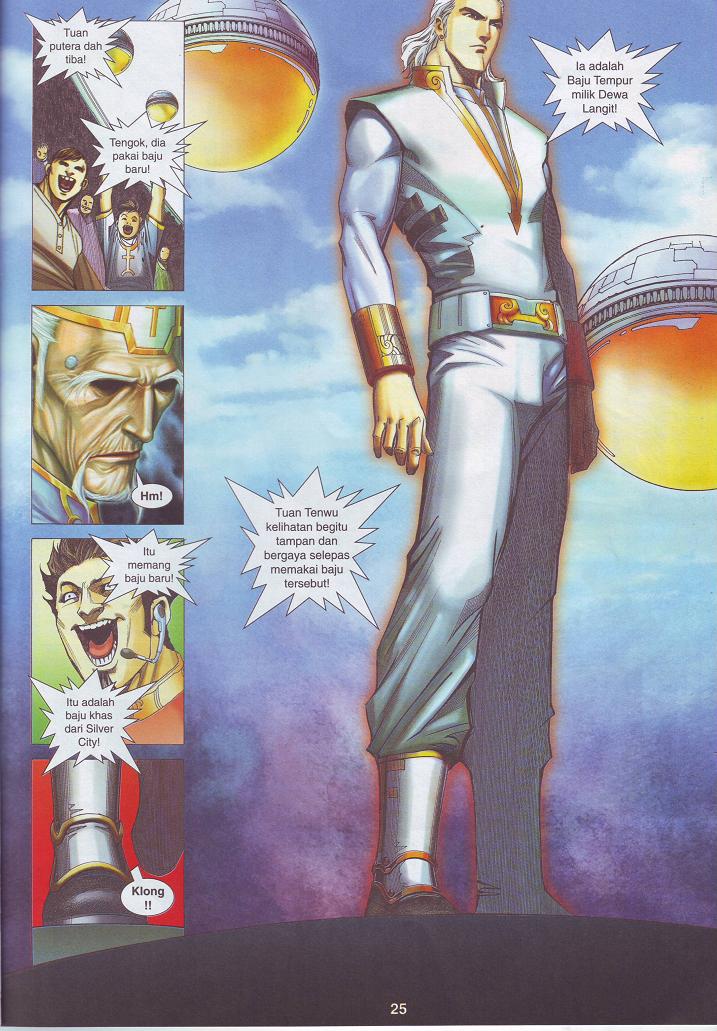 Tuan
putera dah
tiba!
Tengok, dia
pakai baju
baru!
Hm!
Itu
memang
baju baru!
Itu adalah
baju khas
dari Silver
City!
Klong
!!
Ia adalah
Baju Tempur
milik Dewa
Langit!
Tuan Tenwu
kelihatan begitu
tampan dan
bergaya selepas
memakai baju
tersebut!
25